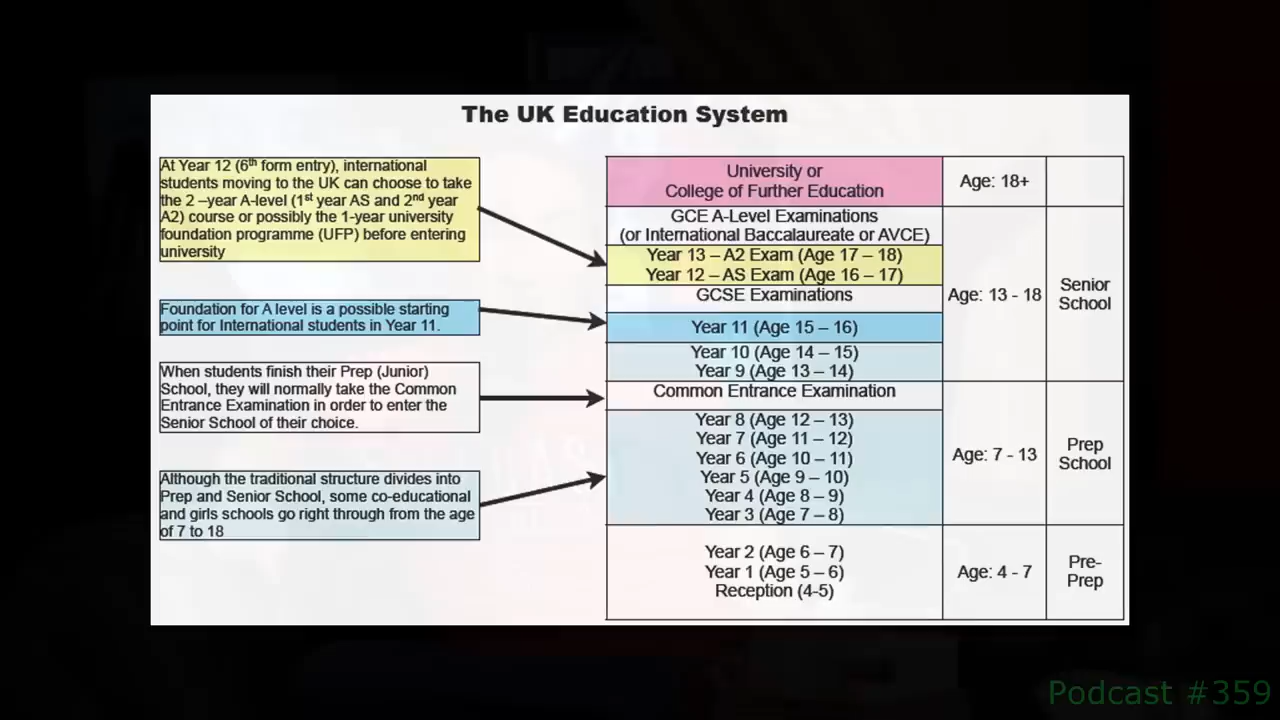 The UK Education System
At Year 12 (6th form entry), international
students moving to the UK can choose to take
the 2 –year A-level (1st year AS and 2nd year
A2) course or possibly the 1-year university
foundation programme (UFP) before entering
university
Foundation for A level is a possible starting
point for International students in Year 11.
When students finish their Prep (Junior)
School, they will normally take the Common
Entrance Examination in order to enter the
Senior School of their choice.
Although the traditional structure divides into
Prep and Senior School, some co-educational
and girls schools go right through from the age
of 7 to 18
University or
College of Further Education
Age: 18+
GCE A-Level Examinations
(or International Baccalaureate or AVCE)
Year 13 – A2 Exam (Age 17 – 18)
Year 12 – AS Exam (Age 16 – 17)
GCSE Examinations
Year 11 (Age 15 – 16)
Year 10 (Age 14 – 15)
Year 9 (Age 13 – 14)
Age: 13 - 18
Senior
School
Common Entrance Examination
Year 8 (Age 12 – 13)
Year 7 (Age 11 – 12)
Year 6 (Age 10 – 11)
Year 5 (Age 9 – 10)
Year 4 (Age 8 – 9)
Year 3 (Age 7 – 8)
Age: 7 - 13
Prep
School
Year 2 (Age 6 – 7)
Year 1 (Age 5 – 6)
Reception (4-5)
Age: 4 - 7
Pre-
Prep
Podcast #359